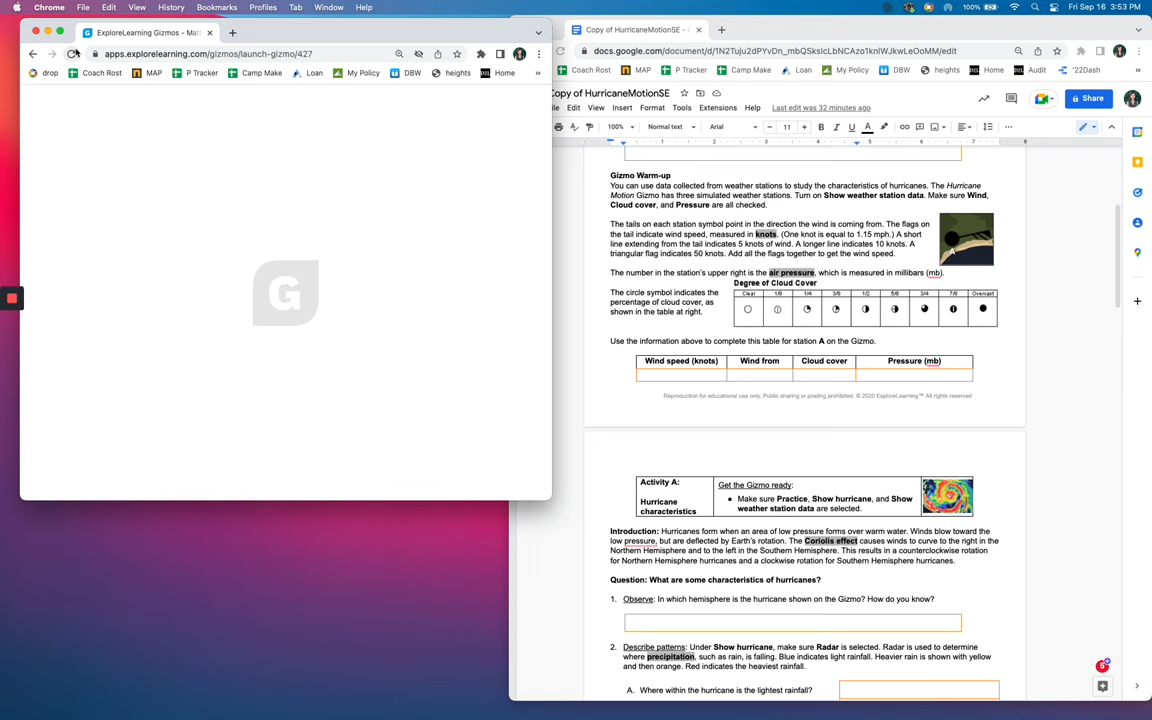 Chrome File Edit View History Bookmarks Profiles Tab Window Help
100% Fri Sep 16 3:53 PM
ExploreLearning Gizmos - Mat
apps.explorelearning.com/gizmos/launch-gizmo/427
drop Coach Rost MAP P Tracker Camp Make Loan My Policy DBW heights Home »
G
Copy of HurricaneMotionSE - 
docs.google.com/document/d/1N2Tuju2dPYvDn_mbQSkslcLbNCAzo1knIWJkwLeOoMM/edit
Coach Rost MAP P Tracker Camp Make Loan My Policy DBW heights Home Audit '22Dash »
Copy of HurricaneMotionSE
Edit View Insert Format Tools Extensions Help Last edit was 32 minutes ago
Share
100% Normal text Arial 11 B I U A
1 2 3 4 5 6 7 8
Gizmo Warm-up
You can use data collected from weather stations to study the characteristics of hurricanes. The Hurricane
Motion Gizmo has three simulated weather stations. Turn on Show weather station data. Make sure Wind,
Cloud cover, and Pressure are all checked.
The tails on each station symbol point in the direction the wind is coming from. The flags on
the tail indicate wind speed, measured in knots. (One knot is equal to 1.15 mph.) A short
line extending from the tail indicates 5 knots of wind. A longer line indicates 10 knots. A
triangular flag indicates 50 knots. Add all the flags together to get the wind speed.
A
The number in the station's upper right is the air pressure, which is measured in millibars (mb).
Degree of Cloud Cover
The circle symbol indicates the
percentage of cloud cover, as
shown in the table at right.
Clear 1/8 1/4 3/8 1/2 5/8 3/4 7/8 Overcast
Use the information above to complete this table for station A on the Gizmo.
Wind speed (knots) Wind from Cloud cover Pressure (mb)
Reproduction for educational use only. Public sharing or posting prohibited. © 2020 ExploreLearning™ All rights reserved
Activity A:
Hurricane
characteristics
Get the Gizmo ready:
● Make sure Practice, Show hurricane, and Show
weather station data are selected.
Introduction: Hurricanes form when an area of low pressure forms over warm water. Winds blow toward the
low pressure, but are deflected by Earth's rotation. The Coriolis effect causes winds to curve to the right in the
Northern Hemisphere and to the left in the Southern Hemisphere. This results in a counterclockwise rotation
for Northern Hemisphere hurricanes and a clockwise rotation for Southern Hemisphere hurricanes.
Question: What are some characteristics of hurricanes?
1. Observe: In which hemisphere is the hurricane shown on the Gizmo? How do you know?
2. Describe patterns: Under Show hurricane, make sure Radar is selected. Radar is used to determine
where precipitation, such as rain, is falling. Blue indicates light rainfall. Heavier rain is shown with yellow
and then orange. Red indicates the heaviest rainfall.
A. Where within the hurricane is the lightest rainfall?
5